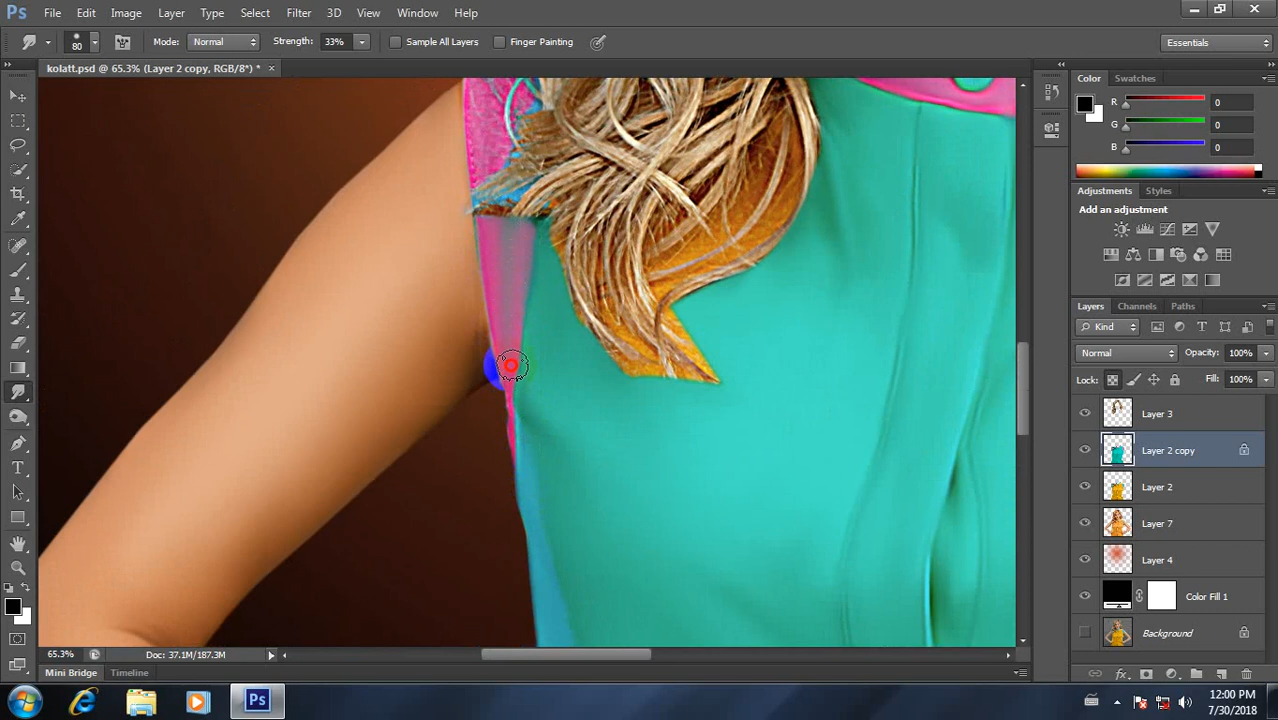 Ps File Edit Image Layer Type Select Filter 3D View Window Help
80 Mode: Normal Strength: 33% Sample All Layers Finger Painting Essentials
kolatt.psd @ 65.3% (Layer 2 copy, RGB/8*) * ×
Color Swatches
R 0
G 0
B 0
Adjustments Styles
Add an adjustment
Layers Channels Paths
Kind
Normal Opacity: 100%
Lock: Fill: 100%
Layer 3
Layer 2 copy
Layer 2
Layer 7
Layer 4
Color Fill 1
Background
65.3% Doc: 37.1M/187.3M
Mini Bridge Timeline
Ps
12:00 PM
7/30/2018